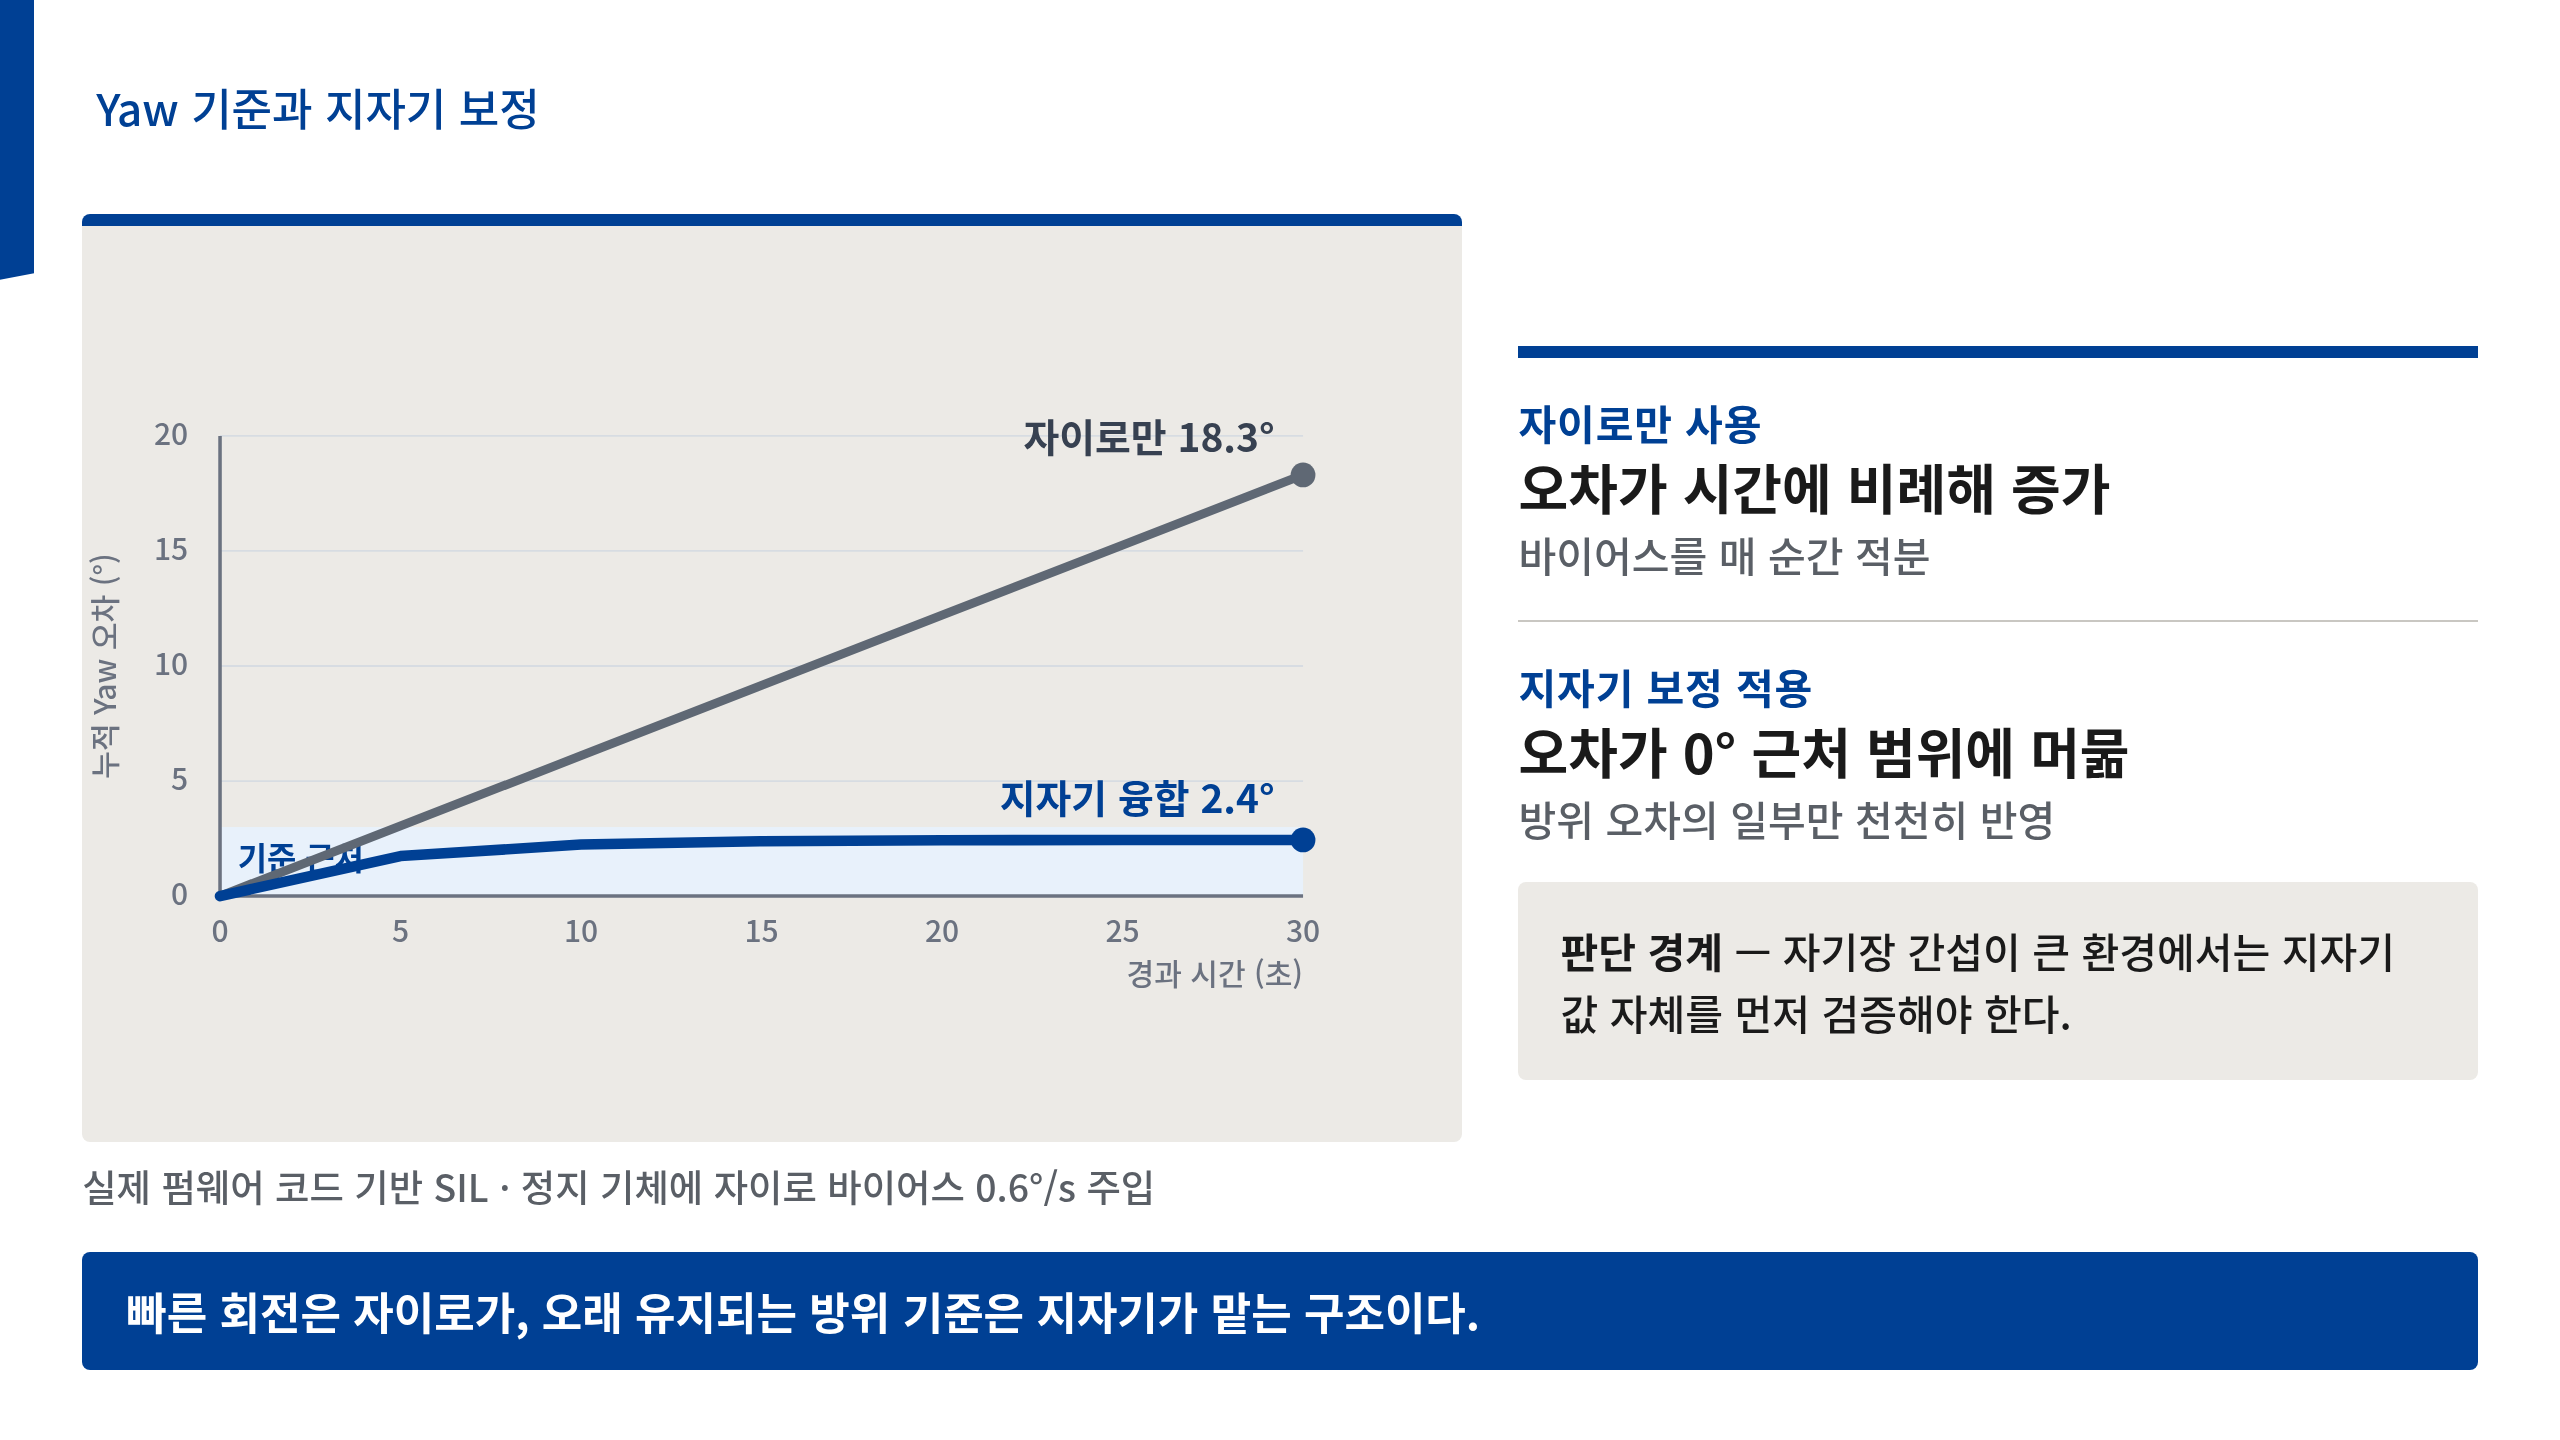 Yaw 기준과 지자기 보정
누적 Yaw 오차 (°)
20
15
10
5
0
자이로만 18.3°
지자기 융합 2.4°
기준 근처
0 5 10 15 20 25 30
경과 시간 (초)
실제 펌웨어 코드 기반 SIL · 정지 기체에 자이로 바이어스 0.6°/s 주입
자이로만 사용
오차가 시간에 비례해 증가
바이어스를 매 순간 적분
지자기 보정 적용
오차가 0° 근처 범위에 머묾
방위 오차의 일부만 천천히 반영
판단 경계 — 자기장 간섭이 큰 환경에서는 지자기
값 자체를 먼저 검증해야 한다.
빠른 회전은 자이로가, 오래 유지되는 방위 기준은 지자기가 맡는 구조이다.